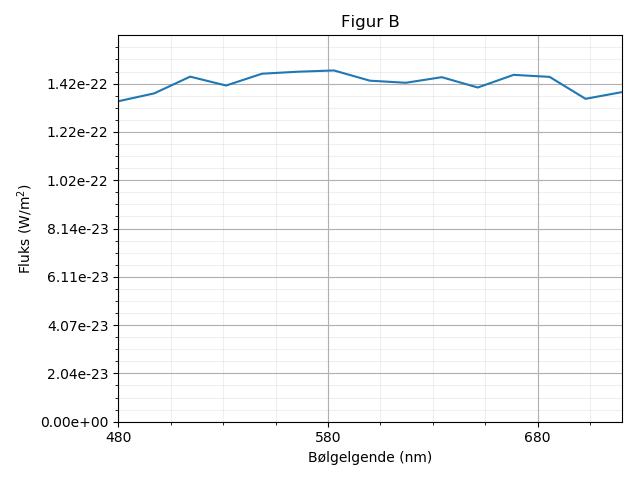 Figur B
1.42e-22
1.22e-22
1.02e-22
8.14e-23
6.11e-23
4.07e-23
2.04e-23
0.00e+00
Fluks (W/m²)
480 580 680
Bølgelgende (nm)